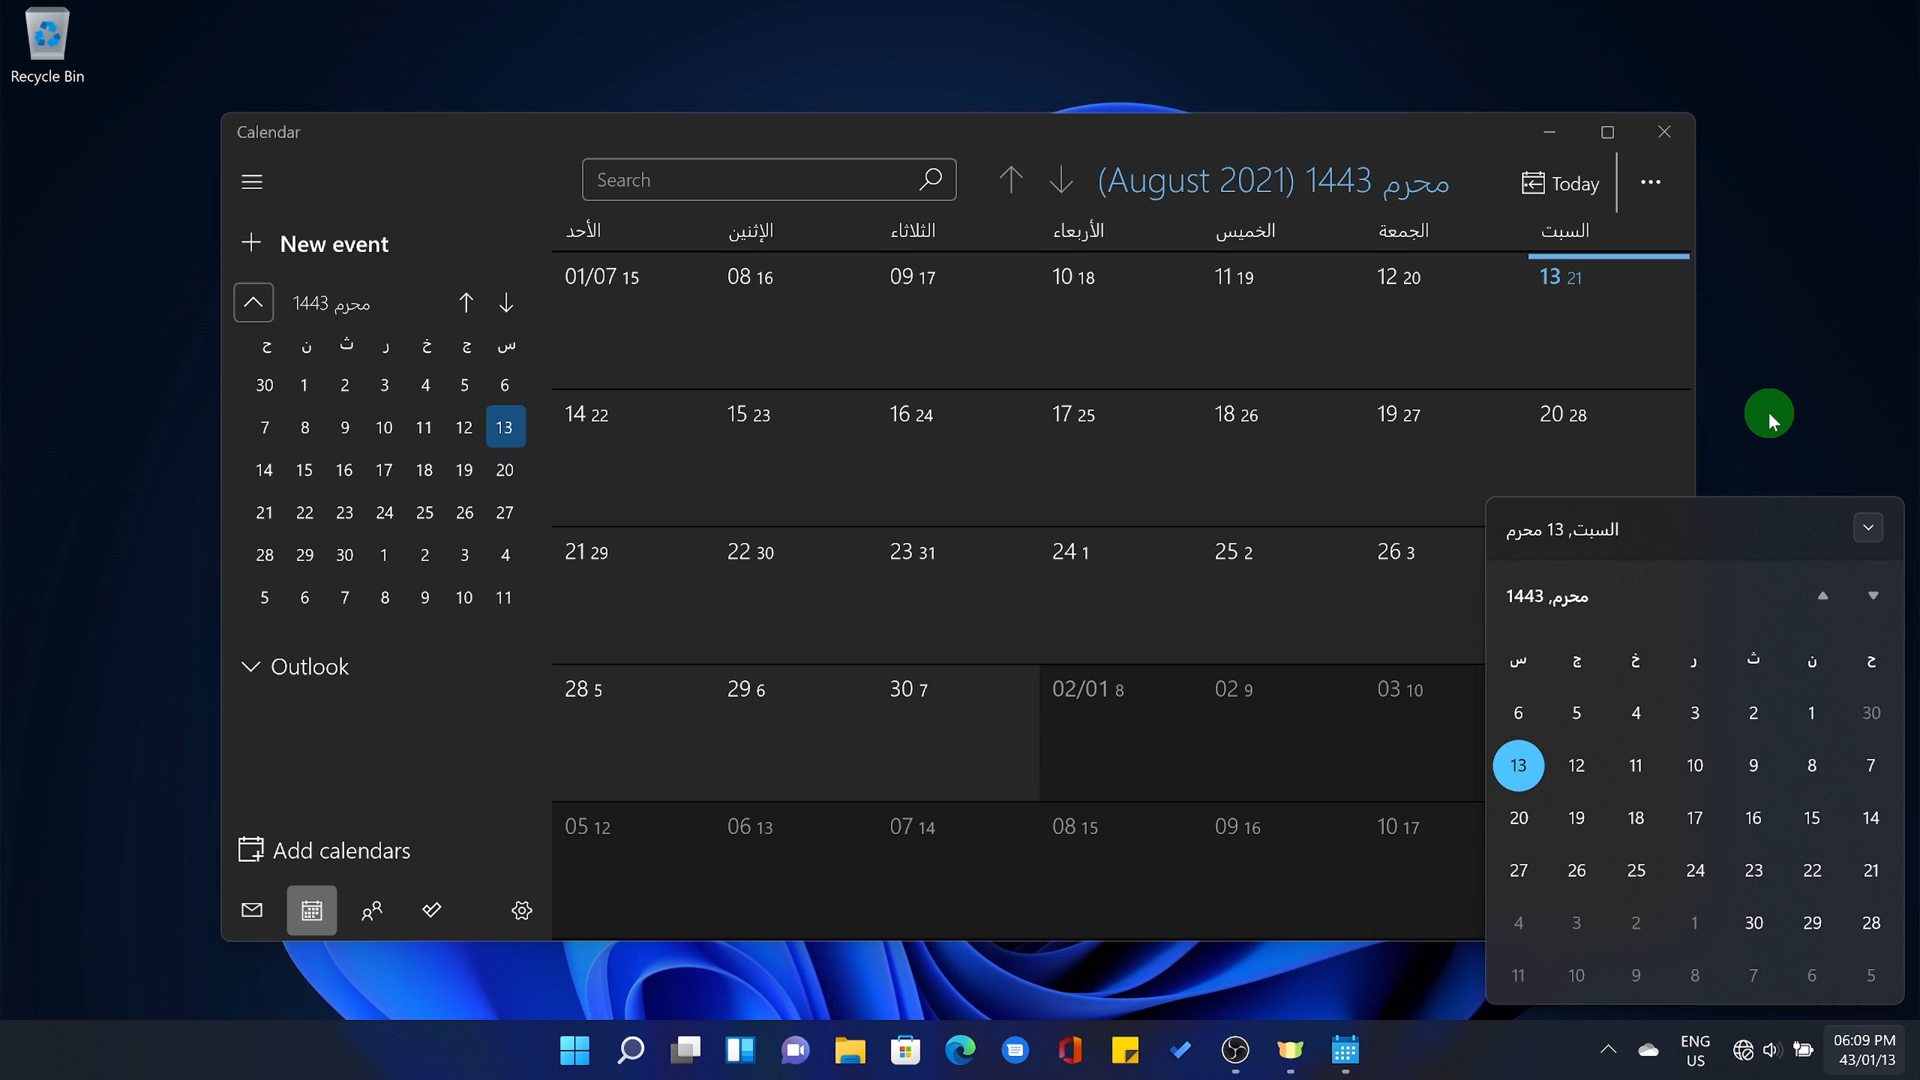 Recycle Bin
Calendar
Search
(August 2021) محرم 1443
Today
New event
محرم 1443
ح ن ث ر خ ج س
30 1 2 3 4 5 6
7 8 9 10 11 12 13
14 15 16 17 18 19 20
21 22 23 24 25 26 27
28 29 30 1 2 3 4
5 6 7 8 9 10 11
Outlook
Add calendars
الأحد الإثنين الثلاثاء الأربعاء الخميس الجمعة السبت
01/07 15 08 16 09 17 10 18 11 19 12 20 13 21
14 22 15 23 16 24 17 25 18 26 19 27 20 28
21 29 22 30 23 31 24 1 25 2 26 3
28 5 29 6 30 7 02/01 8 02 9 03 10
05 12 06 13 07 14 08 15 09 16 10 17
السبت, 13 محرم
محرم, 1443
س ج خ ر ث ن ح
6 5 4 3 2 1 30
13 12 11 10 9 8 7
20 19 18 17 16 15 14
27 26 25 24 23 22 21
4 3 2 1 30 29 28
11 10 9 8 7 6 5
ENG
US
06:09 PM
43/01/13